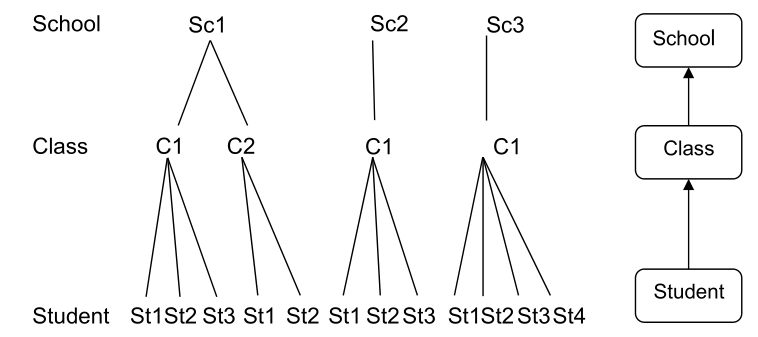 School Sc1 Sc2 Sc3 School
Class C1 C2 C1 C1 Class
Student St1 St2 St3 St1 St2 St1 St2 St3 St1 St2 St3 St4 Student